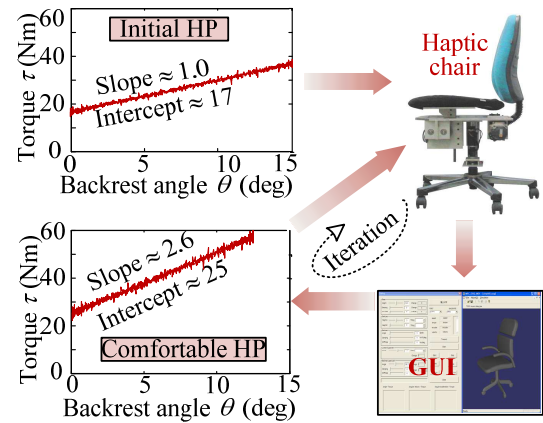 Initial HP
Slope ≈ 1.0
Intercept ≈ 17
Torque τ (Nm)
60
40
20
0
0
5
10
15
Backrest angle θ (deg)
Haptic
chair
Iteration
Slope ≈ 2.6
Intercept ≈ 25
Comfortable HP
Torque τ (Nm)
60
40
20
0
0
5
10
15
Backrest angle θ (deg)
GUI